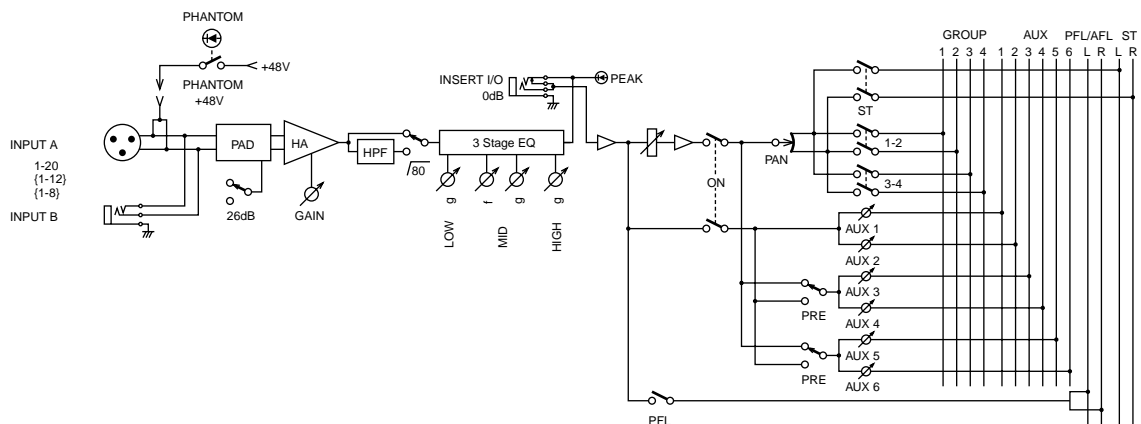 PHANTOM
+48V
PHANTOM
+48V
INSERT I/O
0dB
PEAK
GROUP AUX PFL/AFL ST
1 2 3 4 1 2 3 4 5 6 L R L R
INPUT A
1-20
{1-12}
{1-8}
INPUT B
PAD
26dB
HA
GAIN
HPF
80
3 Stage EQ
g f g g
LOW MID HIGH
ON
PAN
ST
1-2
3-4
AUX 1
AUX 2
AUX 3
PRE
AUX 4
AUX 5
PRE
AUX 6
PFL